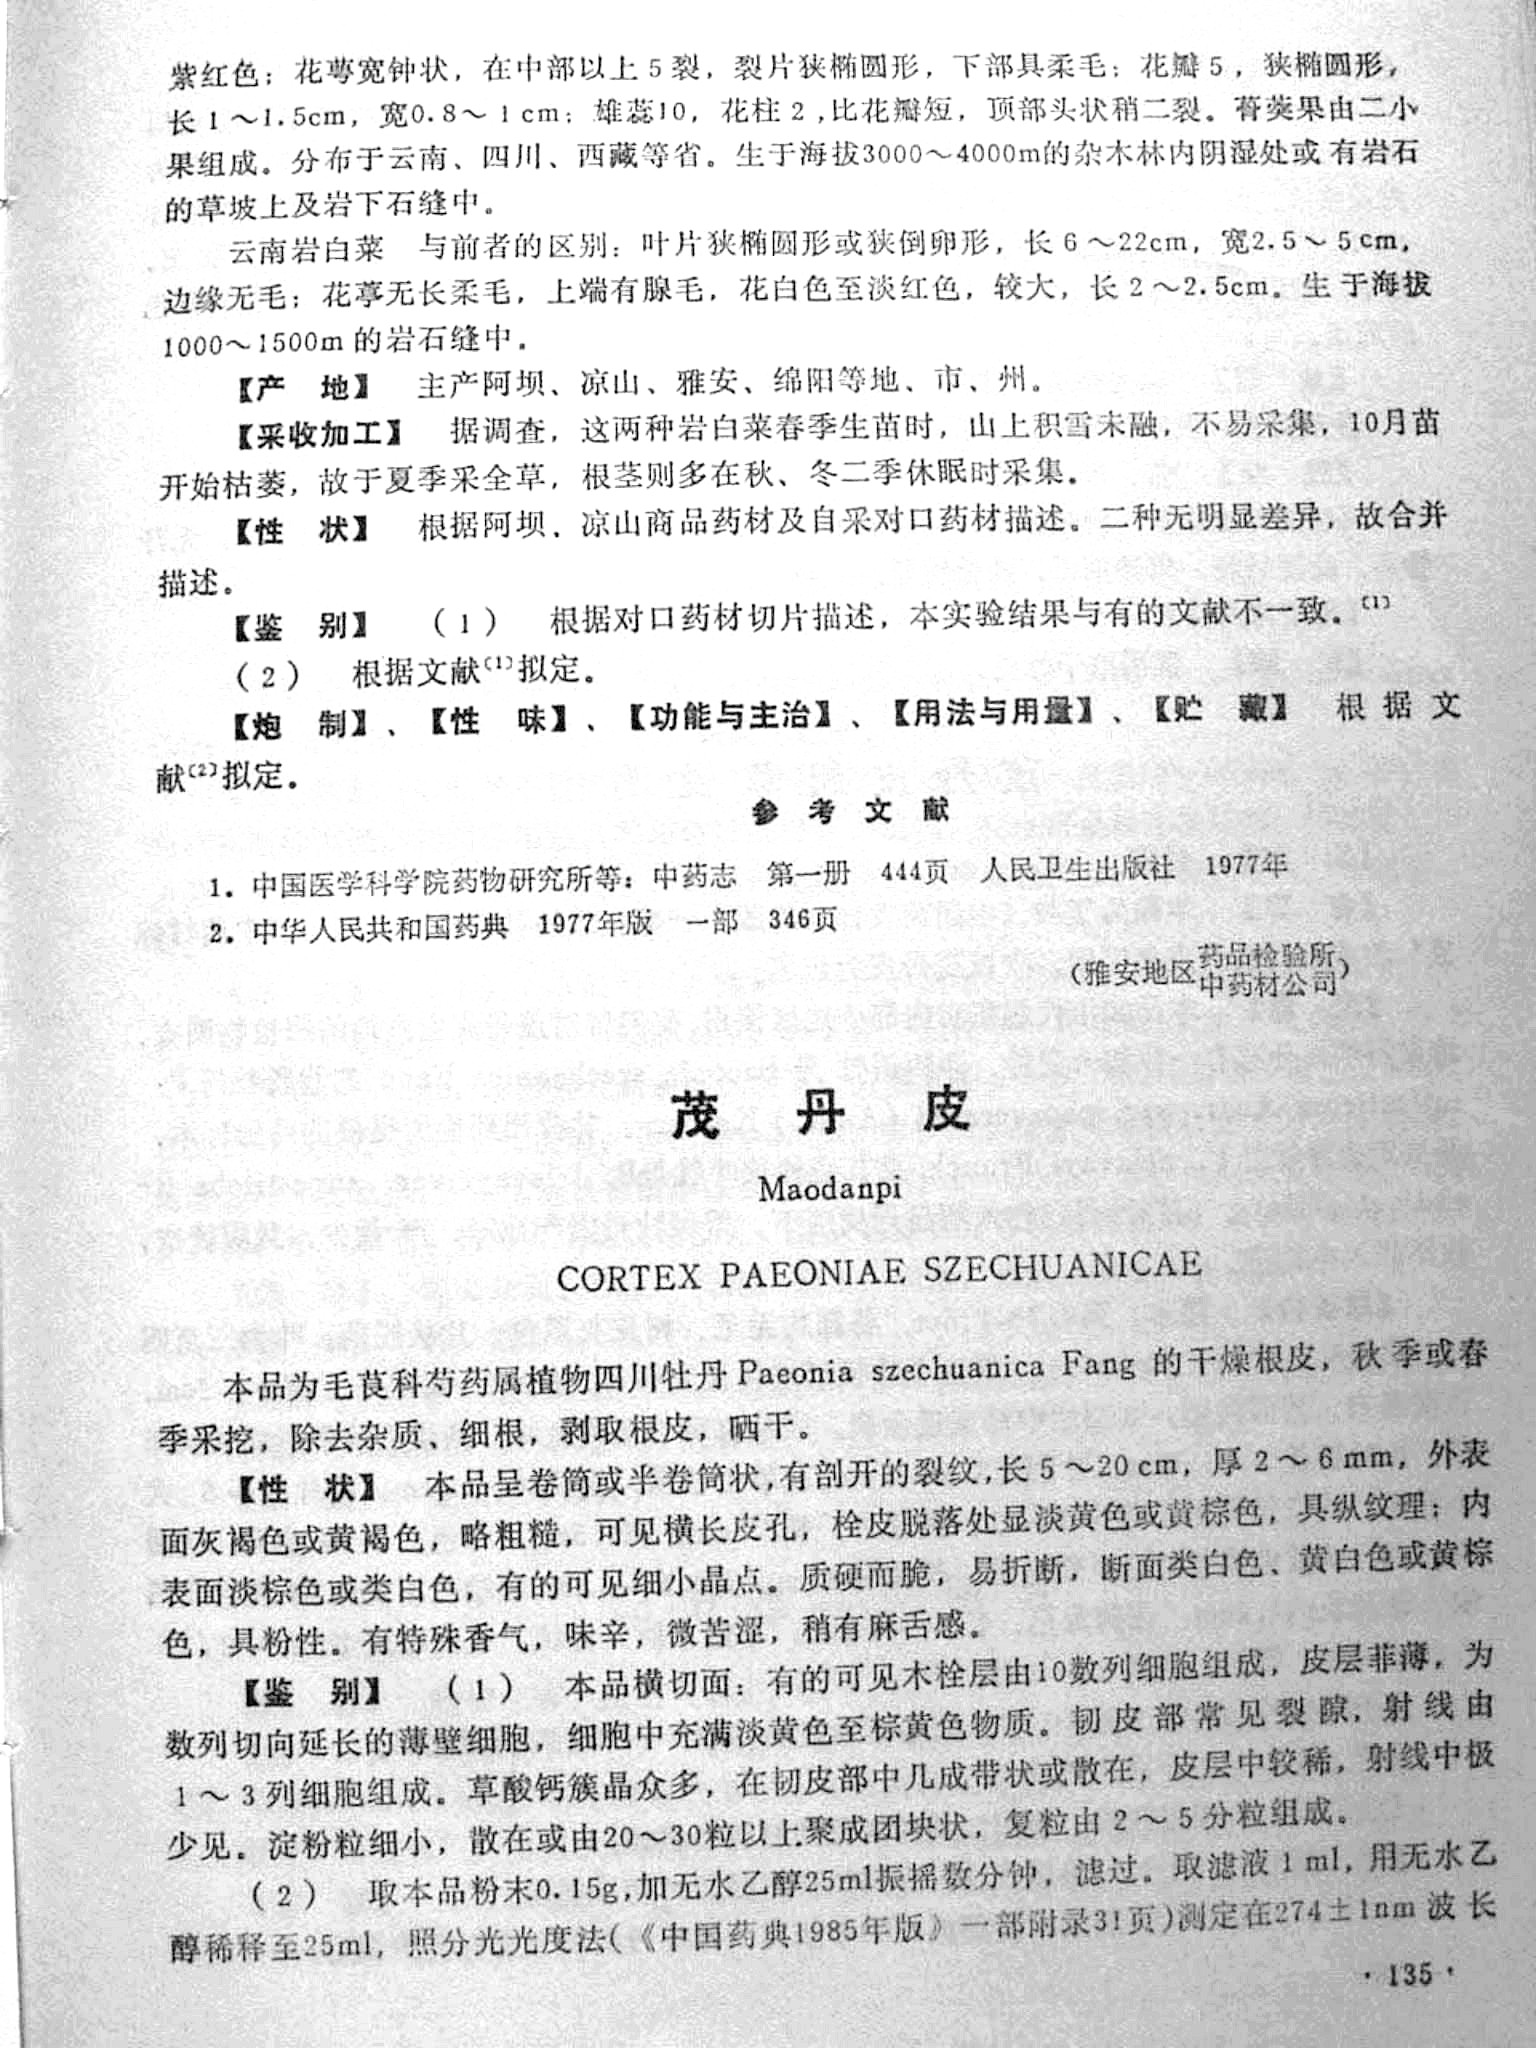 紫红色；花萼宽钟状，在中部以上5裂，裂片狭椭圆形，下部具柔毛；花瓣5，狭椭圆形，
长1～1.5cm，宽0.8～1cm；雄蕊10，花柱2,比花瓣短，顶部头状稍二裂。蓇葖果由二小
果组成。分布于云南、四川、西藏等省。生于海拔3000～4000m的杂木林内阴湿处或有岩石
的草坡上及岩下石缝中。
云南岩白菜　与前者的区别：叶片狭椭圆形或狭倒卵形，长6～22cm，宽2.5～5cm，
边缘无毛；花葶无长柔毛，上端有腺毛，花白色至淡红色，较大，长2～2.5cm。生于海拔
1000～1500m的岩石缝中。
【产　地】　主产阿坝、凉山、雅安、绵阳等地、市、州。
【采收加工】　据调查，这两种岩白菜春季生苗时，山上积雪未融，不易采集，10月苗
开始枯萎，故于夏季采全草，根茎则多在秋、冬二季休眠时采集。
【性　状】　根据阿坝、凉山商品药材及自采对口药材描述。二种无明显差异，故合并
描述。
【鉴　别】　（1）　根据对口药材切片描述，本实验结果与有的文献不一致。〔1〕
（2）　根据文献〔1〕拟定。
【炮　制】、【性　味】、【功能与主治】、【用法与用量】、【贮　藏】　根据文
献〔2〕拟定。
参考文献
1．中国医学科学院药物研究所等：中药志　第一册　444页　人民卫生出版社　1977年
2．中华人民共和国药典　1977年版　一部　346页
（雅安地区药品检验所
中药材公司）
茂丹皮
Maodanpi
CORTEX PAEONIAE SZECHUANICAE
本品为毛茛科芍药属植物四川牡丹Paeonia szechuanica Fang 的干燥根皮，秋季或春
季采挖，除去杂质、细根，剥取根皮，晒干。
【性　状】　本品呈卷筒或半卷筒状,有剖开的裂纹,长5～20cm，厚2～6mm，外表
面灰褐色或黄褐色，略粗糙，可见横长皮孔，栓皮脱落处显淡黄色或黄棕色，具纵纹理；内
表面淡棕色或类白色，有的可见细小晶点。质硬而脆，易折断，断面类白色、黄白色或黄棕
色，具粉性。有特殊香气，味辛，微苦涩，稍有麻舌感。
【鉴　别】　（1）　本品横切面：有的可见木栓层由10数列细胞组成，皮层菲薄，为
数列切向延长的薄壁细胞，细胞中充满淡黄色至棕黄色物质。韧皮部常见裂隙，射线由
1～3列细胞组成。草酸钙簇晶众多，在韧皮部中几成带状或散在，皮层中较稀，射线中极
少见。淀粉粒细小，散在或由20～30粒以上聚成团块状，复粒由2～5分粒组成。
（2）　取本品粉末0.15g,加无水乙醇25ml振摇数分钟，滤过。取滤液1ml，用无水乙
醇稀释至25ml，照分光光度法(《中国药典1985年版》一部附录31页)测定在274±1nm波长
·135·